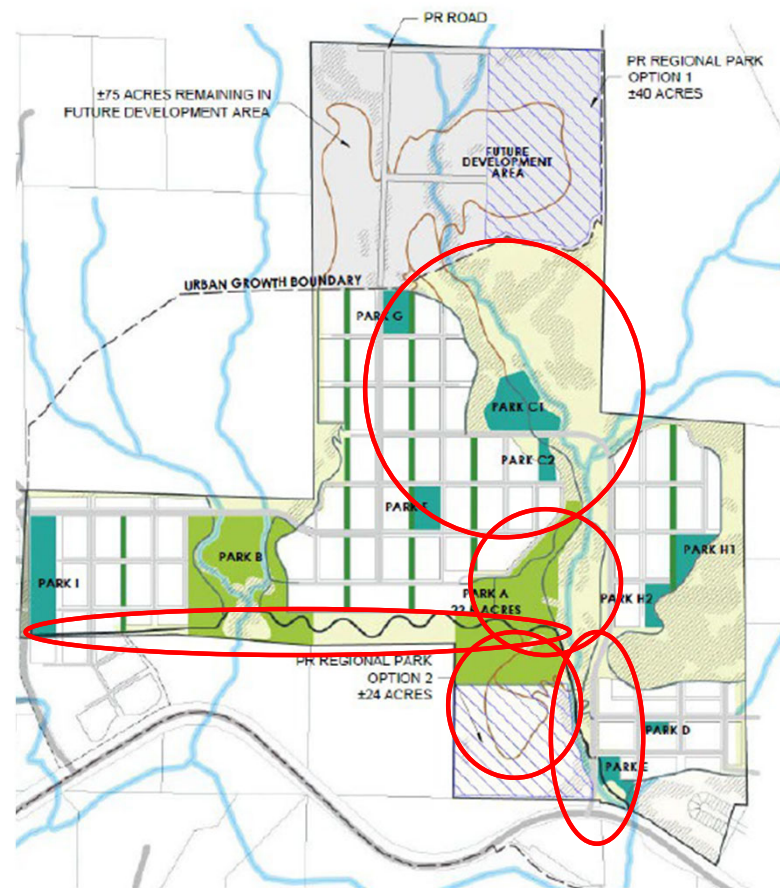 PR ROAD
±75 ACRES REMAINING IN
FUTURE DEVELOPMENT AREA
PR REGIONAL PARK
OPTION 1
±40 ACRES
FUTURE
DEVELOPMENT
AREA
URBAN GROWTH BOUNDARY
PARK G
PARK C1
PARK C2
PARK F
PARK B
PARK H1
PARK I
PARK A
ACRES
PARK H2
PR REGIONAL PARK
OPTION 2
±24 ACRES
PARK D
PARK E